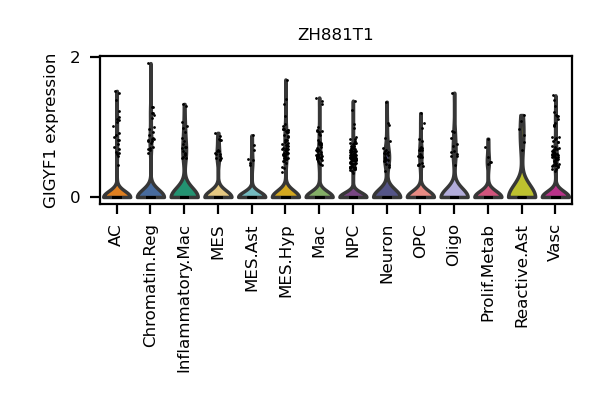 ZH881T1
GIGYF1 expression
2
0
AC
Chromatin.Reg
Inflammatory.Mac
MES
MES.Ast
MES.Hyp
Mac
NPC
Neuron
OPC
Oligo
Prolif.Metab
Reactive.Ast
Vasc